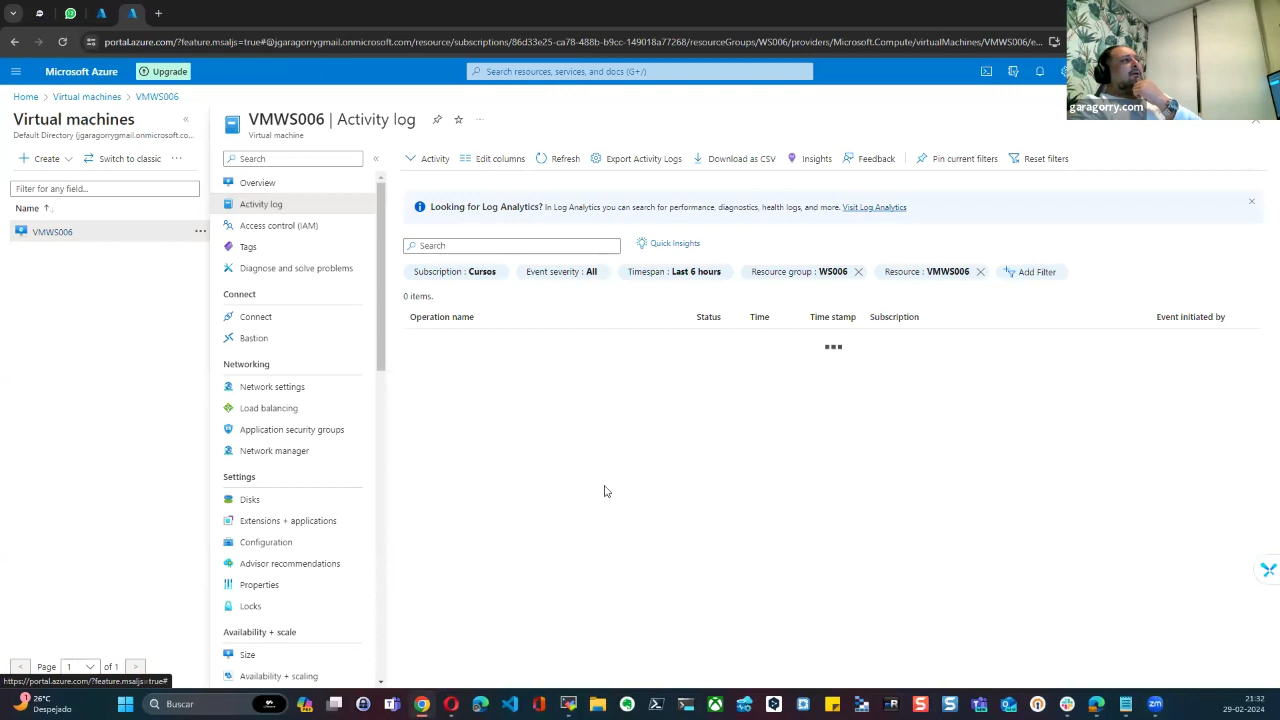 portal.azure.com/?feature.msaljs=true#@jgaragorrygmail.onmicrosoft.com/resource/subscriptions/86d33e25-ca78-488b-b9cc-149018a77268/resourceGroups/WS006/providers/Microsoft.Compute/virtualMachines/VMWS006/e...
Microsoft Azure
Upgrade
Search resources, services, and docs (G+/)
garagorry.com
Home > Virtual machines > VMWS006
Virtual machines
Default Directory (jgaragorrygmail.onmicrosoft.co...
Create
Switch to classic
Filter for any field...
Name
VMWS006
Page 1 of 1
VMWS006 | Activity log
Virtual machine
Search
Overview
Activity log
Access control (IAM)
Tags
Diagnose and solve problems
Connect
Connect
Bastion
Networking
Network settings
Load balancing
Application security groups
Network manager
Settings
Disks
Extensions + applications
Configuration
Advisor recommendations
Properties
Locks
Availability + scale
Size
Availability + scaling
Activity Edit columns Refresh Export Activity Logs Download as CSV Insights Feedback Pin current filters Reset filters
Looking for Log Analytics? In Log Analytics you can search for performance, diagnostics, health logs, and more. Visit Log Analytics
Search
Quick Insights
Subscription : Cursos Event severity : All Timespan : Last 6 hours Resource group : WS006 Resource : VMWS006 Add Filter
0 items.
Operation name Status Time Time stamp Subscription Event initiated by
https://portal.azure.com/?feature.msaljs=true#
1
26°C
Despejado
Buscar
21:32
29-02-2024